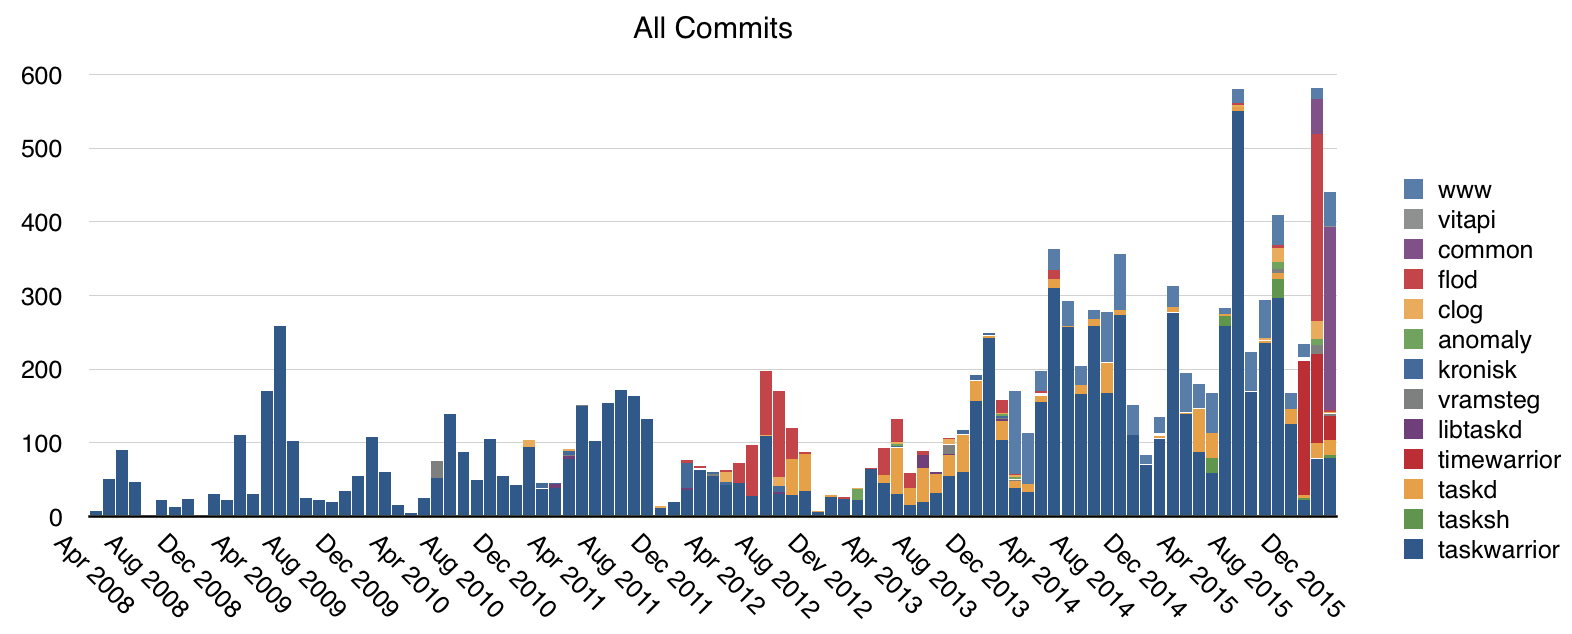 All Commits
600
500
400
300
200
100
0
Apr 2008
Aug 2008
Dec 2008
Apr 2009
Aug 2009
Dec 2009
Apr 2010
Aug 2010
Dec 2010
Apr 2011
Aug 2011
Dec 2011
Apr 2012
Aug 2012
Dev 2012
Apr 2013
Aug 2013
Dec 2013
Apr 2014
Aug 2014
Dec 2014
Apr 2015
Aug 2015
Dec 2015
www
vitapi
common
flod
clog
anomaly
kronisk
vramsteg
libtaskd
timewarrior
taskd
tasksh
taskwarrior